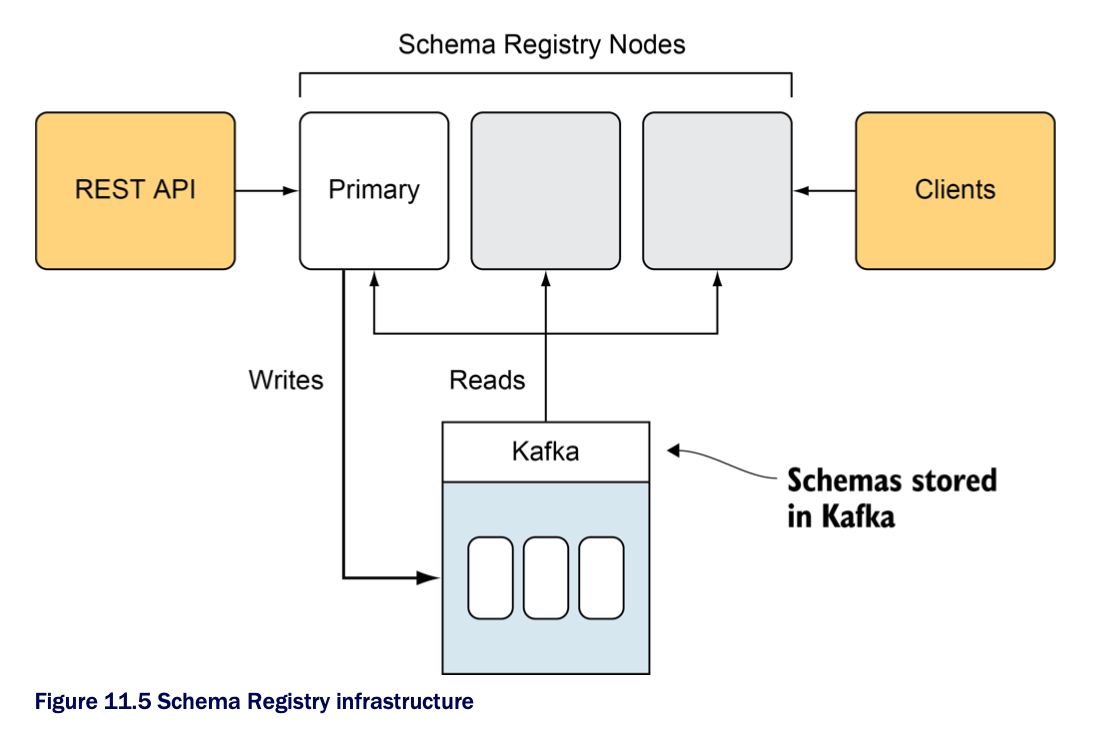 Schema Registry Nodes
REST API
Primary
Clients
Writes
Reads
Kafka
Schemas stored
in Kafka
Figure 11.5 Schema Registry infrastructure